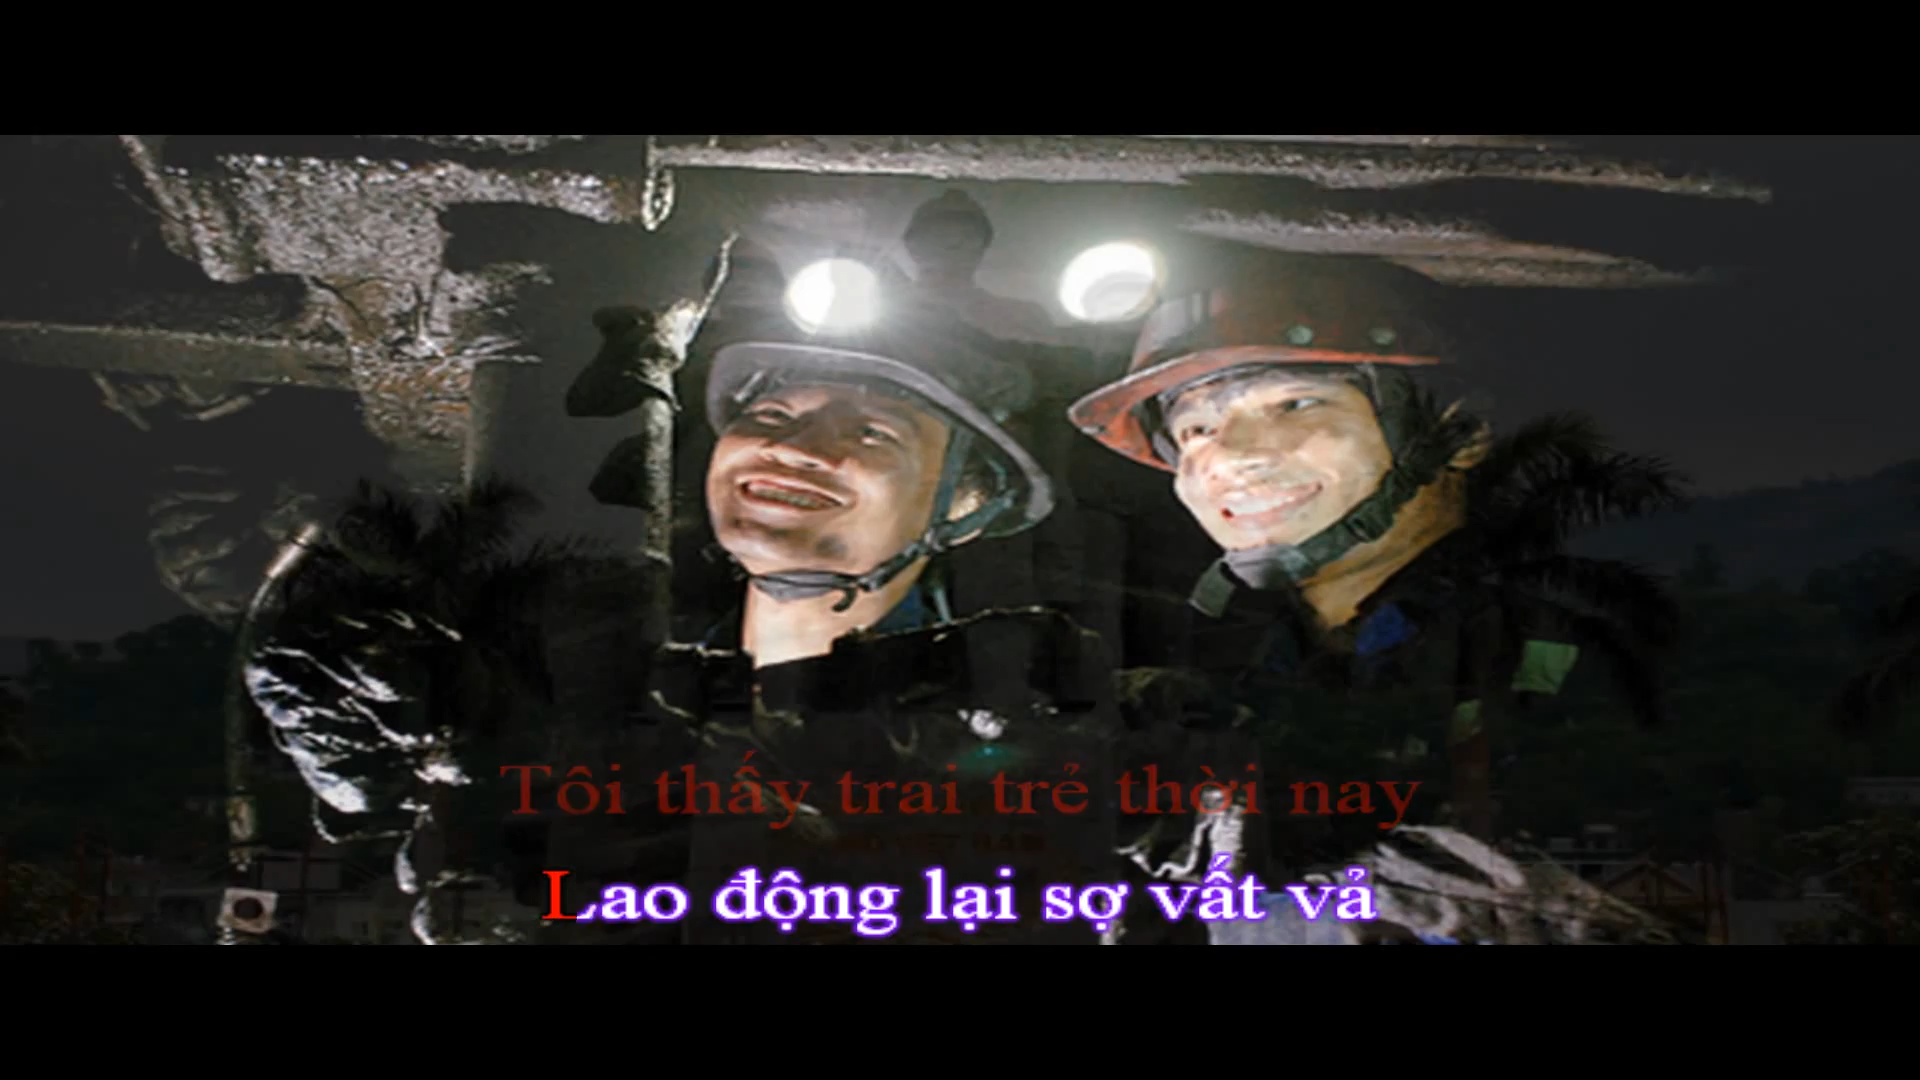 Tôi thấy trai trẻ thời nay
Lao động lại sợ vất vả